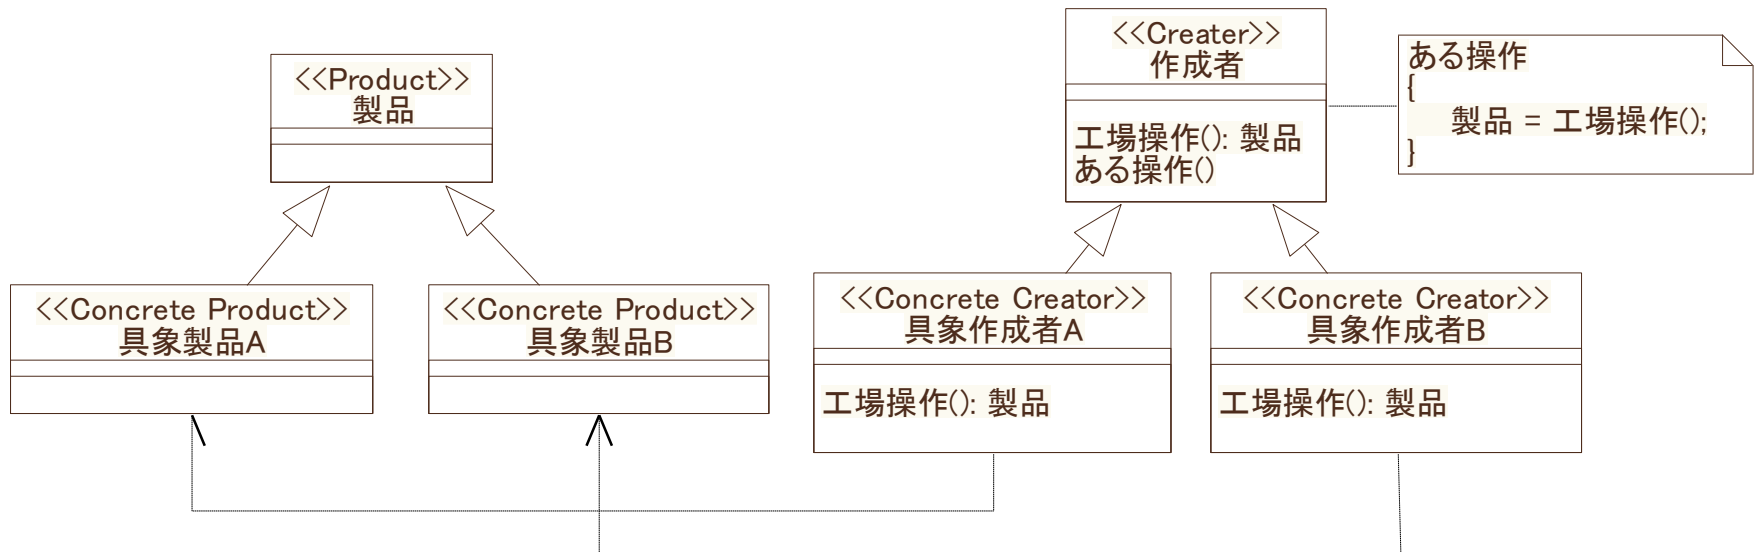 <<Product>>
製品
<<Creater>>
作成者
工場操作(): 製品
ある操作()
ある操作
{
製品 = 工場操作();
}
<<Concrete Product>>
具象製品A
<<Concrete Product>>
具象製品B
<<Concrete Creator>>
具象作成者A
工場操作(): 製品
<<Concrete Creator>>
具象作成者B
工場操作(): 製品